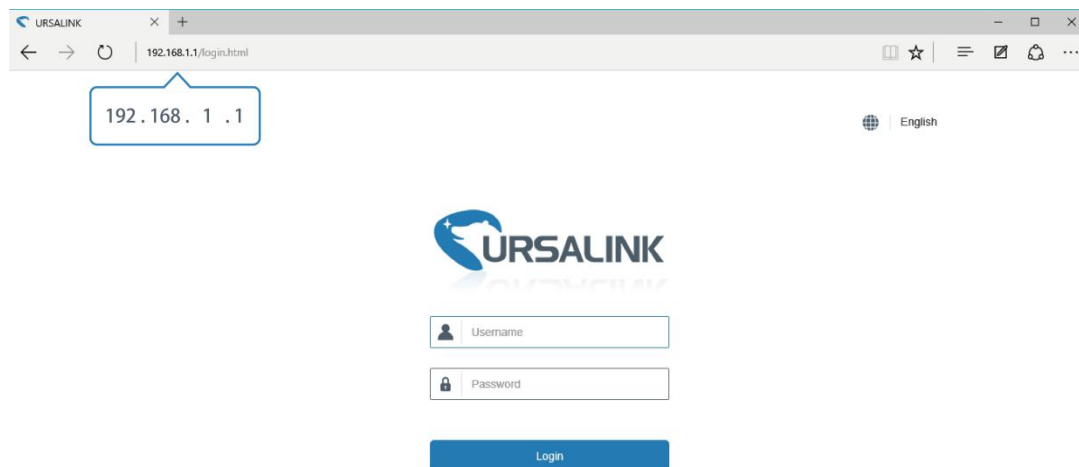 URSALINK
192.168.1.1/login.html
192.168. 1 .1
English
URSALINK
Username
Password
Login